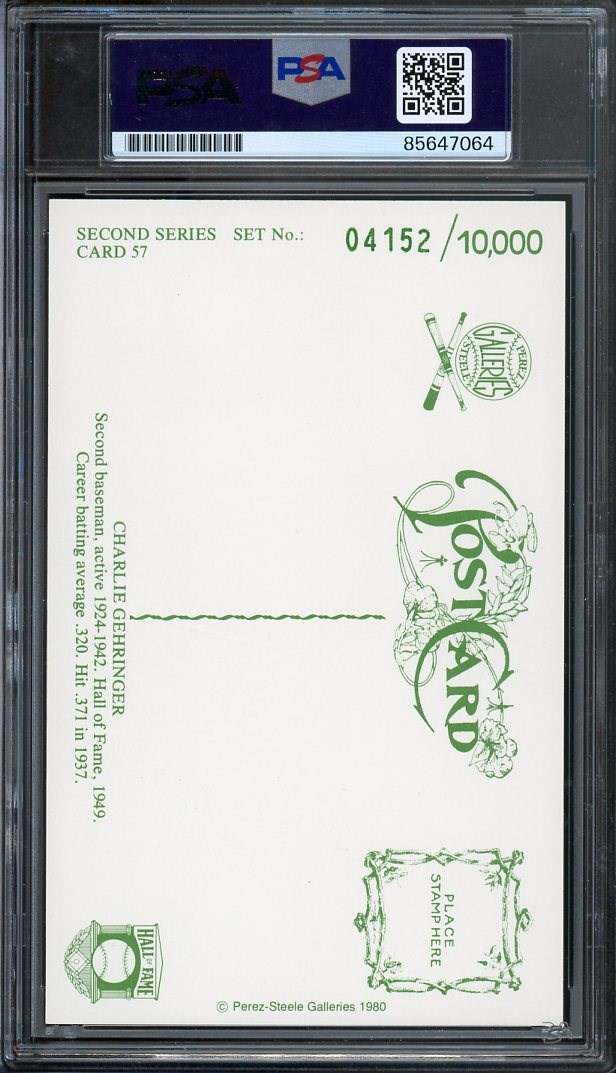 PSA
PSA
85647064
SECOND SERIES SET No.:
CARD 57
04152/10,000
PEREZ
GALLERIES
STEELE
POSTCARD
CHARLIE GEHRINGER
Second baseman, active 1924-1942. Hall of Fame, 1949.
Career batting average .320. Hit .371 in 1937.
PLACE
STAMP HERE
HALL OF FAME
© Perez-Steele Galleries 1980